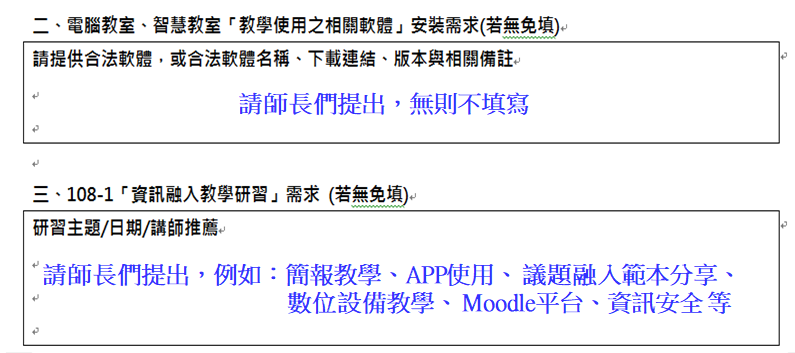 二、電腦教室、智慧教室「教學使用之相關軟體」安裝需求(若無免填)
請提供合法軟體，或合法軟體名稱、下載連結、版本與相關備註
請師長們提出，無則不填寫
三、108-1「資訊融入教學研習」需求 (若無免填)
研習主題/日期/講師推薦
請師長們提出，例如：簡報教學、APP使用、 議題融入範本分享、
數位設備教學、 Moodle平台、資訊安全 等